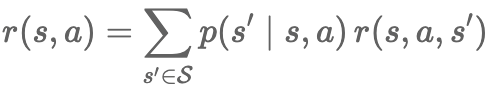 r(s, a) = ∑_{s′∈𝒮} p(s′ | s, a) r(s, a, s′)